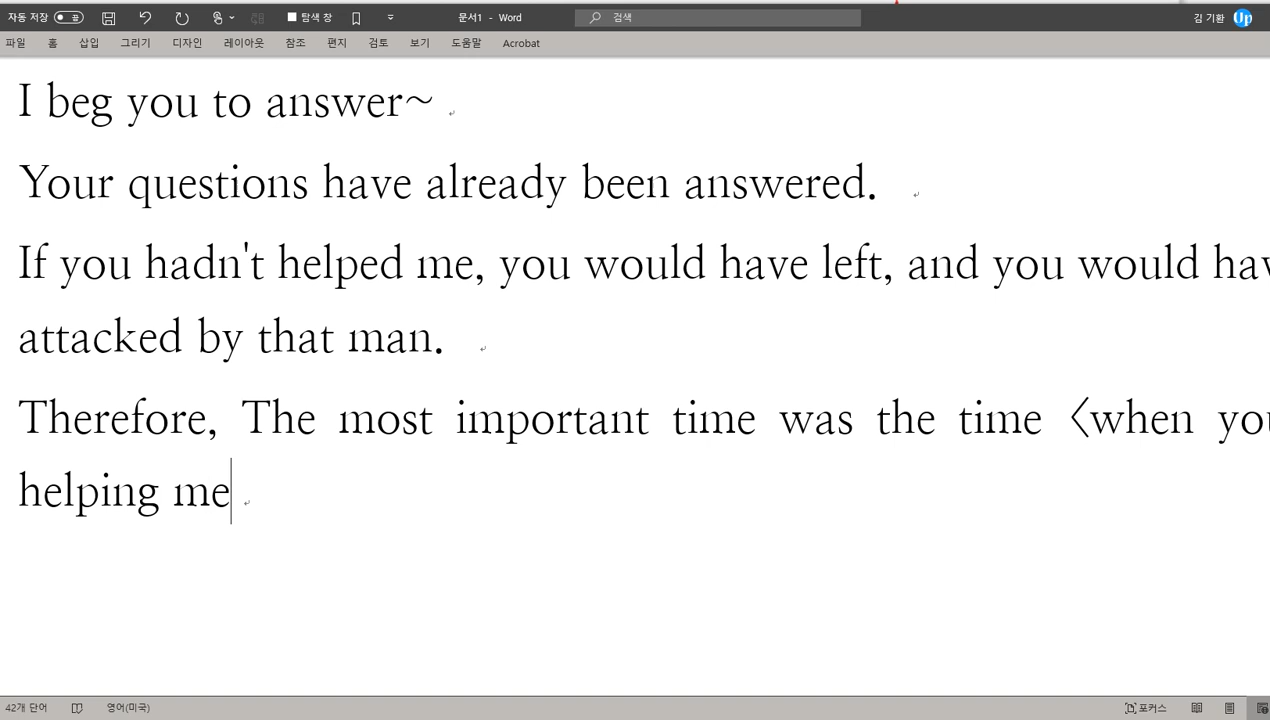 자동 저장 끔 탐색 창 문서1 - Word 검색 김 기환 Up
파일 홈 삽입 그리기 디자인 레이아웃 참조 편지 검토 보기 도움말 Acrobat
I beg you to answer~
Your questions have already been answered.
If you hadn't helped me, you would have left, and you would hav
attacked by that man.
Therefore, The most important time was the time <when you
helping me
42개 단어 영어(미국) 포커스